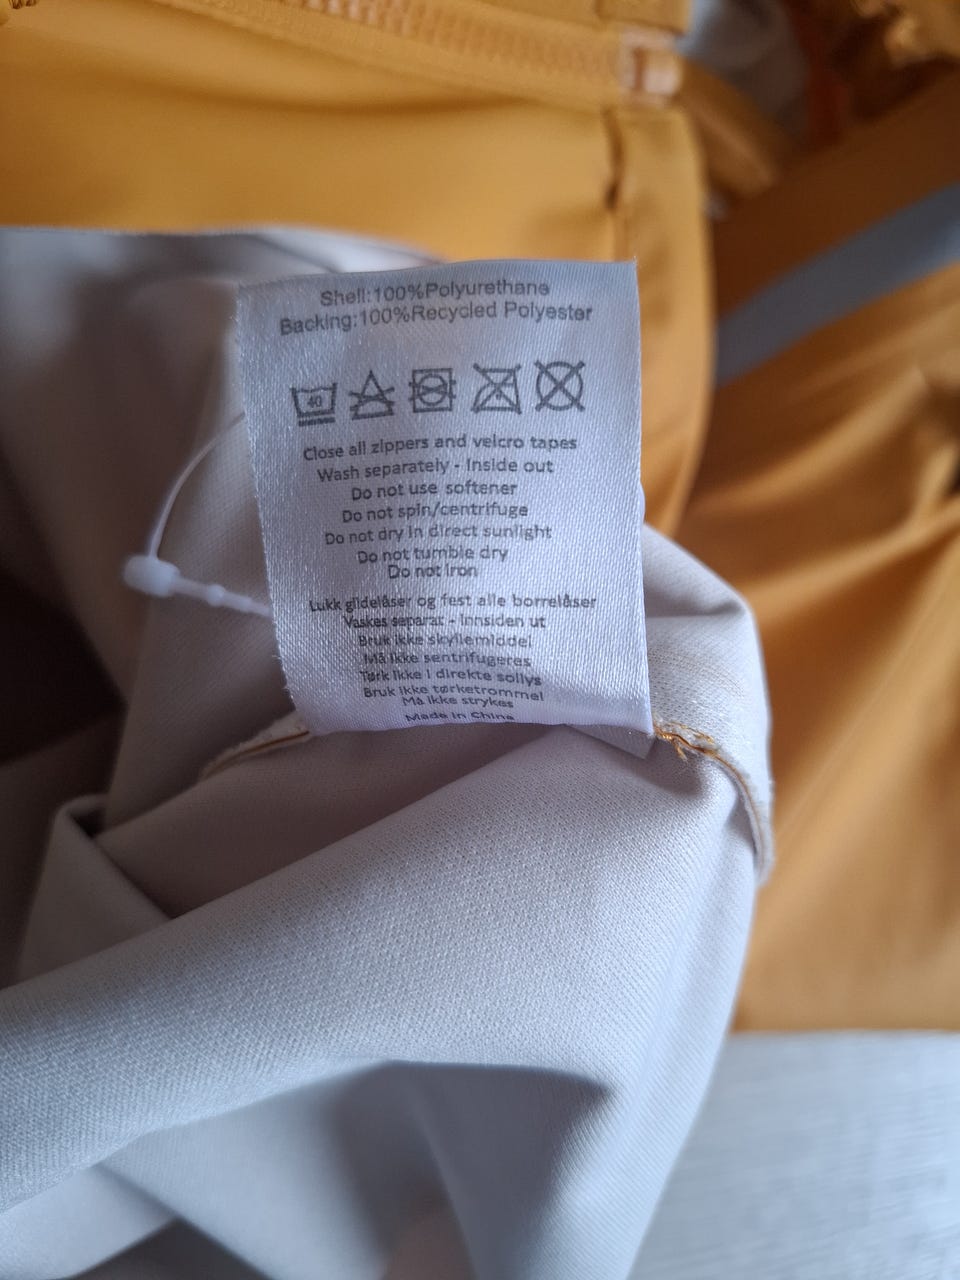 Shell:100%Polyurethane
Backing:100%Recycled Polyester
40
Close all zippers and velcro tapes
Wash separately - Inside out
Do not use softener
Do not spin/centrifuge
Do not dry in direct sunlight
Do not tumble dry
Do not iron
Lukk glidelåser og fest alle borrelåser
Vaskes separat - Innsiden ut
Bruk ikke skyllemiddel
Må ikke sentrifugeres
Tørk ikke i direkte sollys
Bruk ikke tørketrommel
Må ikke strykes
Made in China